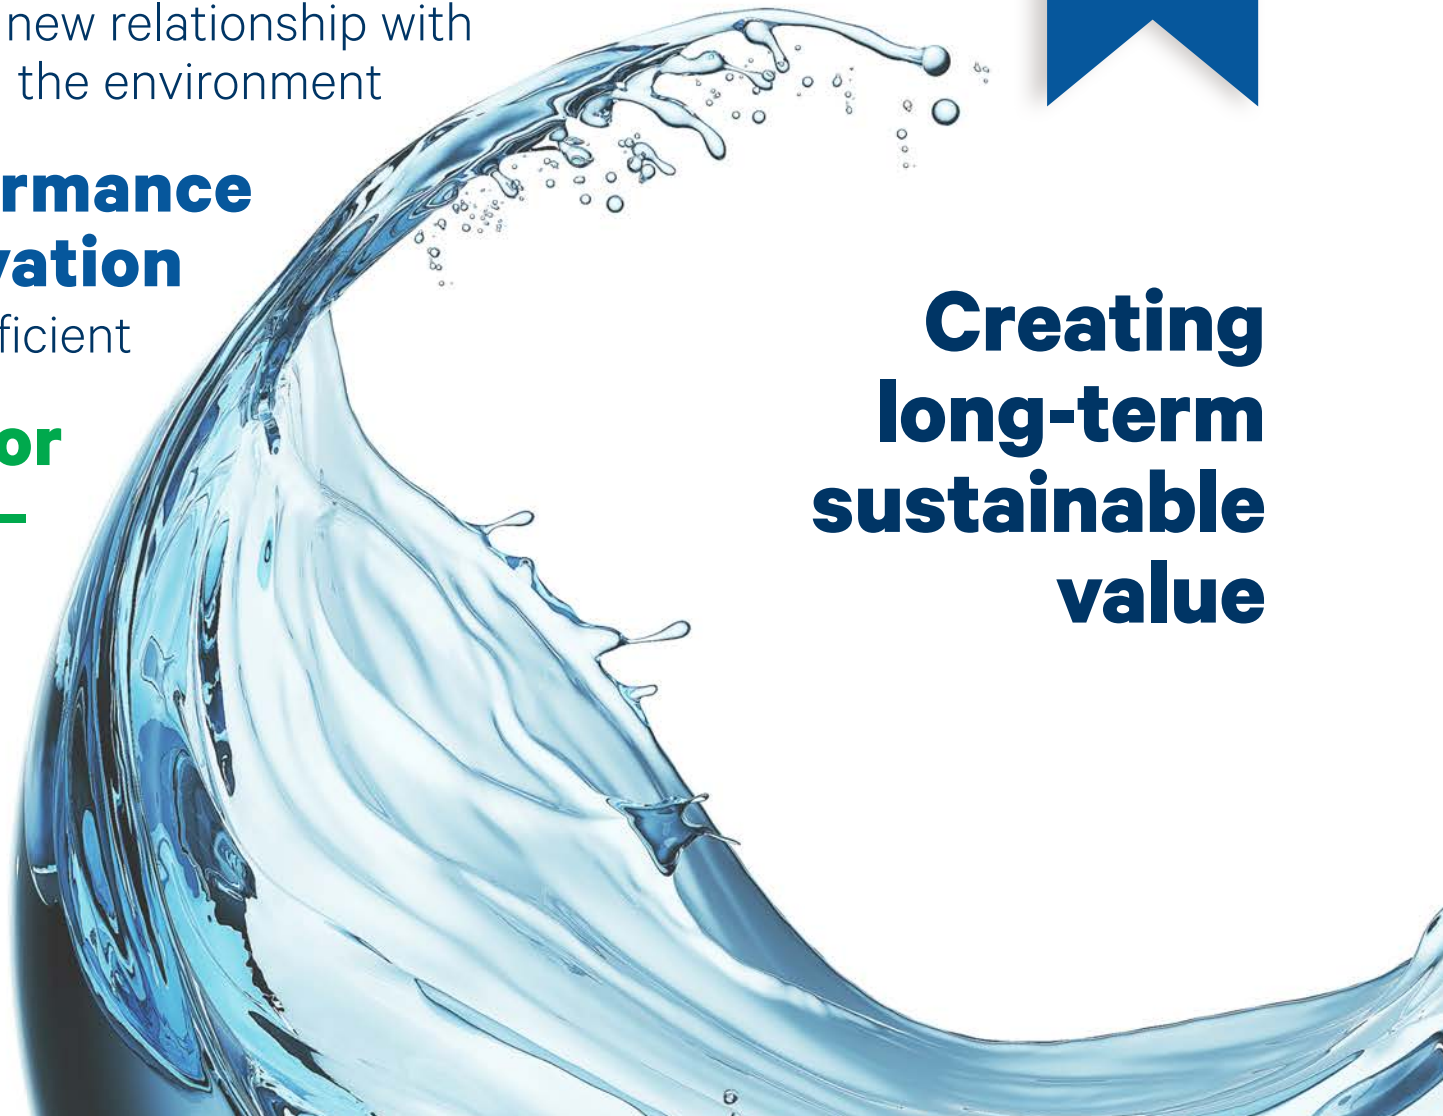 new relationship with
the environment
rmance
vation
ficient
or
–
Creating
long-term
sustainable
value